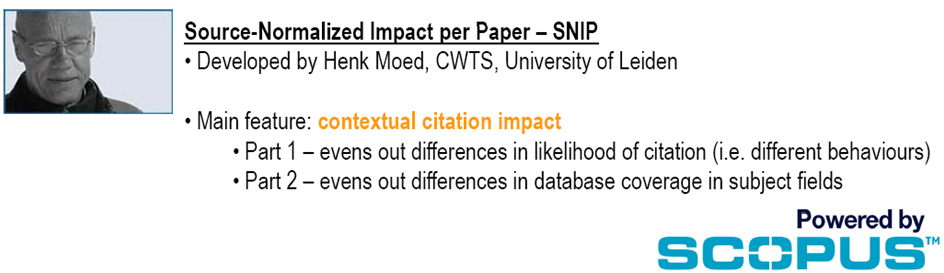 Source-Normalized Impact per Paper – SNIP
• Developed by Henk Moed, CWTS, University of Leiden
• Main feature: contextual citation impact
• Part 1 – evens out differences in likelihood of citation (i.e. different behaviours)
• Part 2 – evens out differences in database coverage in subject fields
Powered by
SCOPUS™